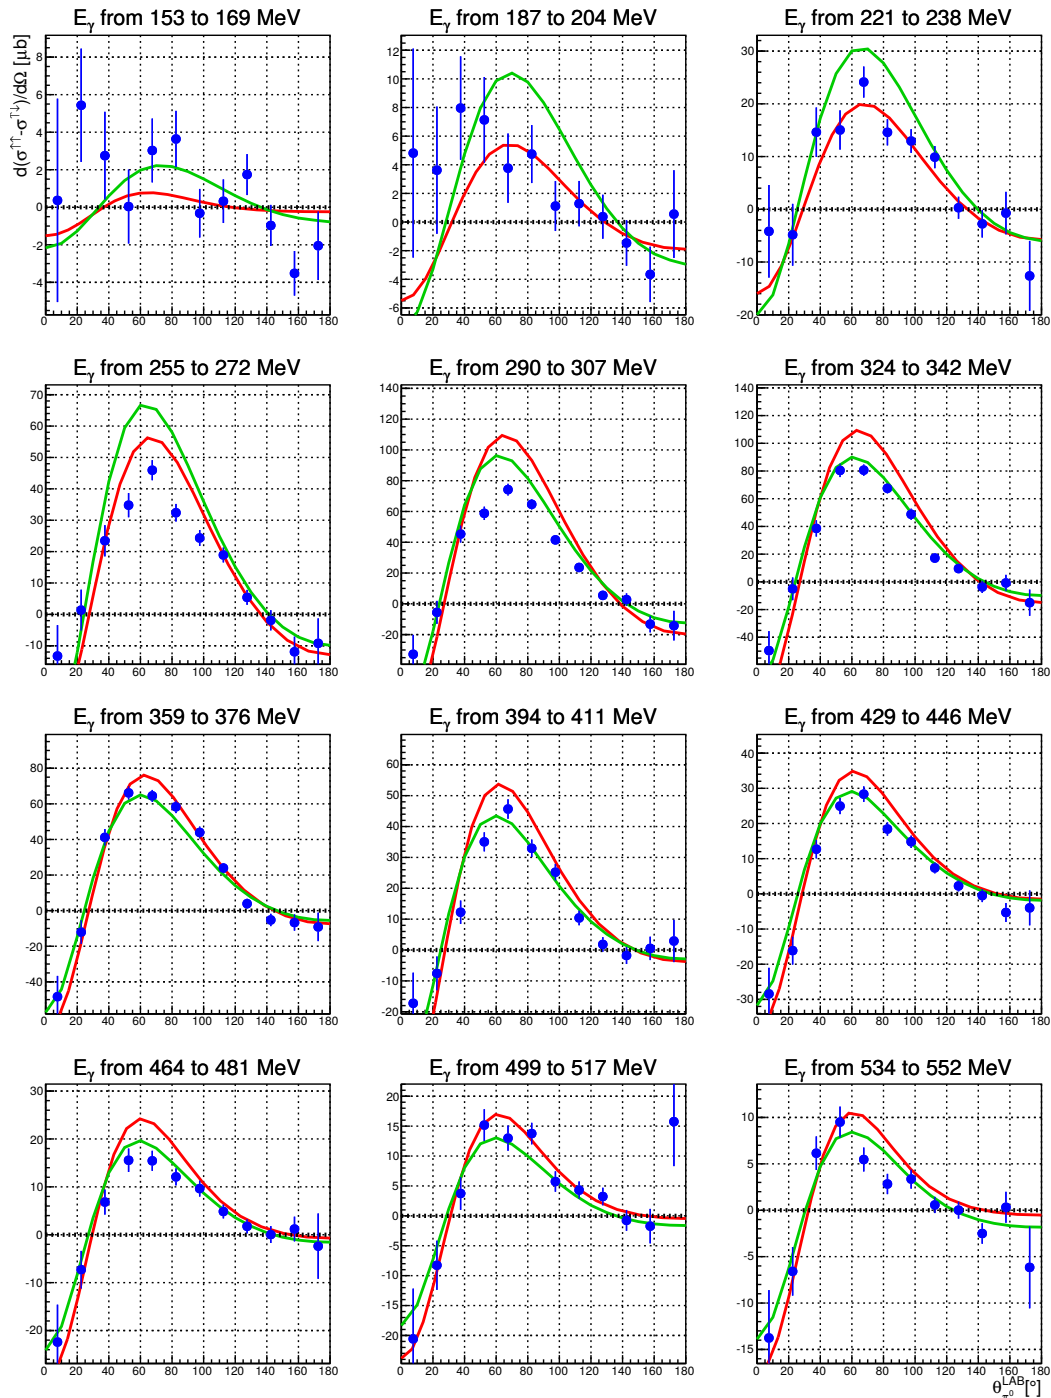 E_γ from 153 to 169 MeV E_γ from 187 to 204 MeV E_γ from 221 to 238 MeV
d(σ^↑↑-σ^↑↓)/dΩ [μb]
8 6 4 2 0 -2 -4
12 10 8 6 4 2 0 -2 -4 -6
30 20 10 0 -10 -20
0 20 40 60 80 100 120 140 160 180 0 20 40 60 80 100 120 140 160 180 0 20 40 60 80 100 120 140 160 180
E_γ from 255 to 272 MeV E_γ from 290 to 307 MeV E_γ from 324 to 342 MeV
70 60 50 40 30 20 10 0 -10
140 120 100 80 60 40 20 0 -20
140 120 100 80 60 40 20 0 -20 -40
0 20 40 60 80 100 120 140 160 180 0 20 40 60 80 100 120 140 160 180 0 20 40 60 80 100 120 140 160 180
E_γ from 359 to 376 MeV E_γ from 394 to 411 MeV E_γ from 429 to 446 MeV
80 60 40 20 0 -20 -40
60 50 40 30 20 10 0 -10 -20
40 30 20 10 0 -10 -20 -30
0 20 40 60 80 100 120 140 160 180 0 20 40 60 80 100 120 140 160 180 0 20 40 60 80 100 120 140 160 180
E_γ from 464 to 481 MeV E_γ from 499 to 517 MeV E_γ from 534 to 552 MeV
30 20 10 0 -10 -20
20 15 10 5 0 -5 -10 -15 -20
10 5 0 -5 -10 -15
0 20 40 60 80 100 120 140 160 180 0 20 40 60 80 100 120 140 160 180 0 20 40 60 80 100 120 140 160 180
θ^LAB_π⁰[°]